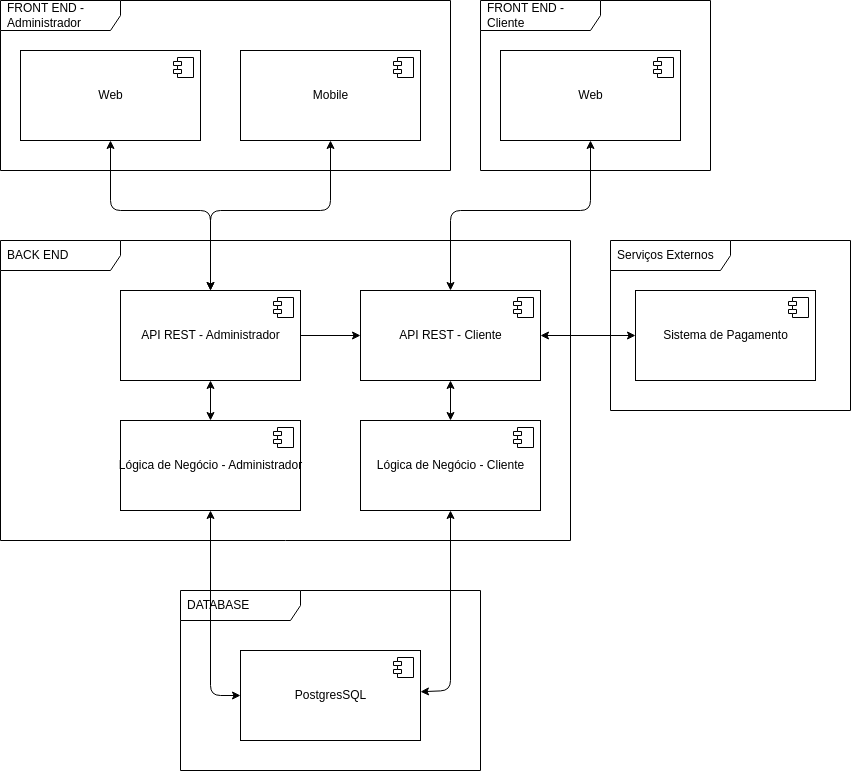 FRONT END -
Administrador
FRONT END -
Cliente
Web
Mobile
Web
BACK END
Serviços Externos
API REST - Administrador
API REST - Cliente
Sistema de Pagamento
Lógica de Negócio - Administrador
Lógica de Negócio - Cliente
DATABASE
PostgresSQL